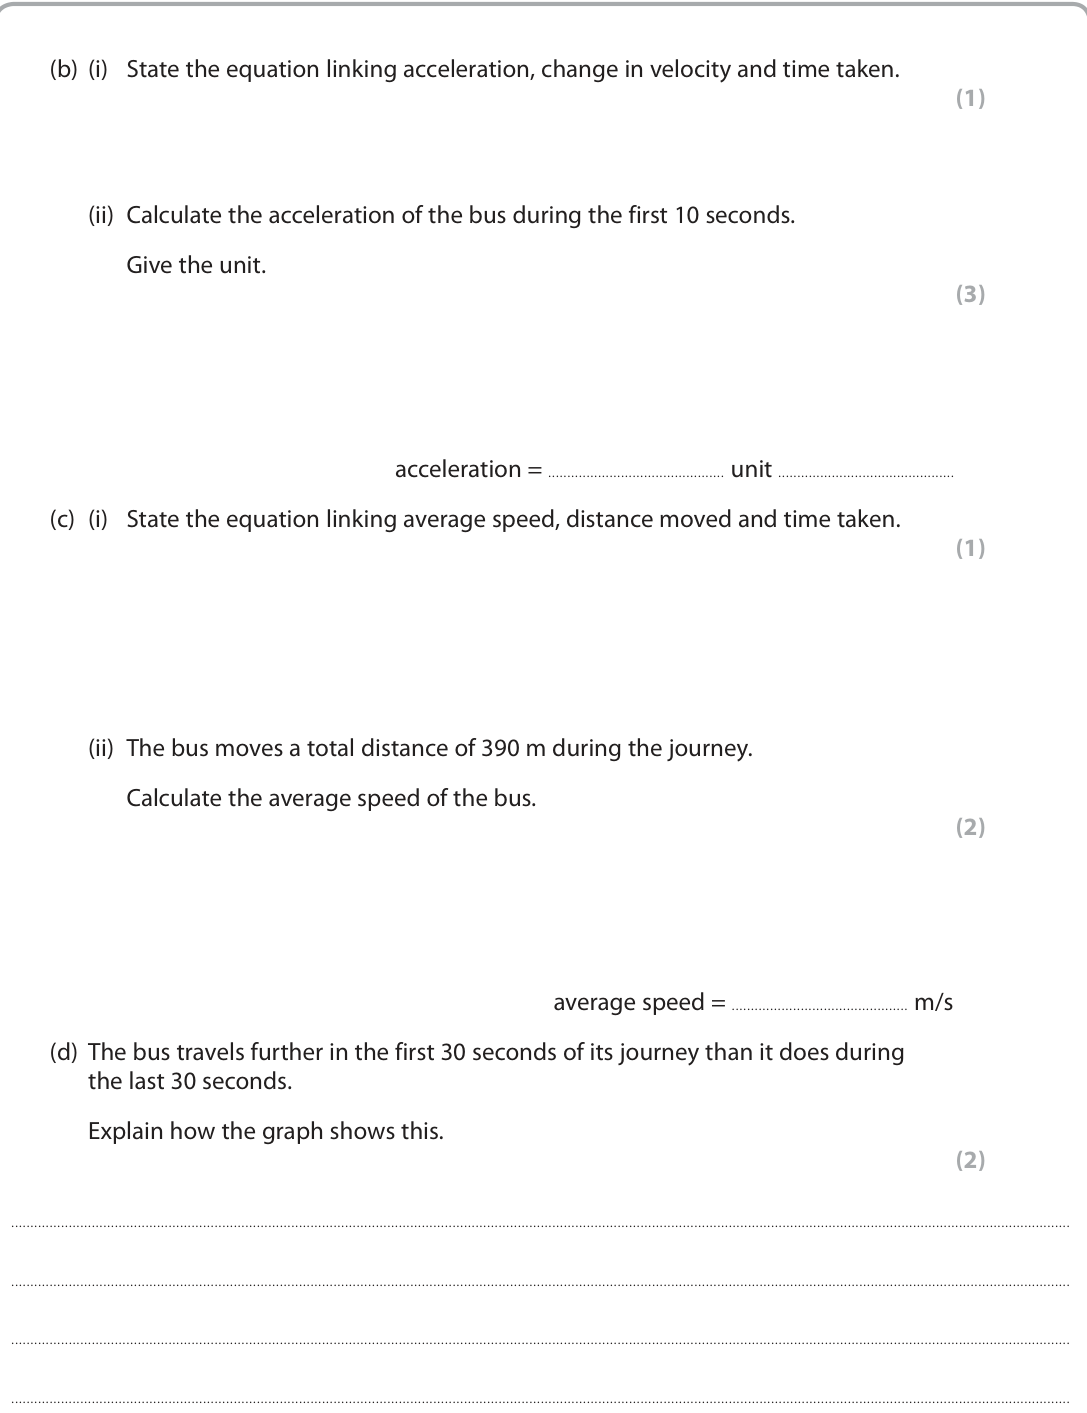 (b) (i) State the equation linking acceleration, change in velocity and time taken.
(1)
(ii) Calculate the acceleration of the bus during the first 10 seconds.
Give the unit.
(3)
acceleration = ............................................. unit .............................................
(c) (i) State the equation linking average speed, distance moved and time taken.
(1)
(ii) The bus moves a total distance of 390 m during the journey.
Calculate the average speed of the bus.
(2)
average speed = ............................................. m/s
(d) The bus travels further in the first 30 seconds of its journey than it does during
the last 30 seconds.
Explain how the graph shows this.
(2)